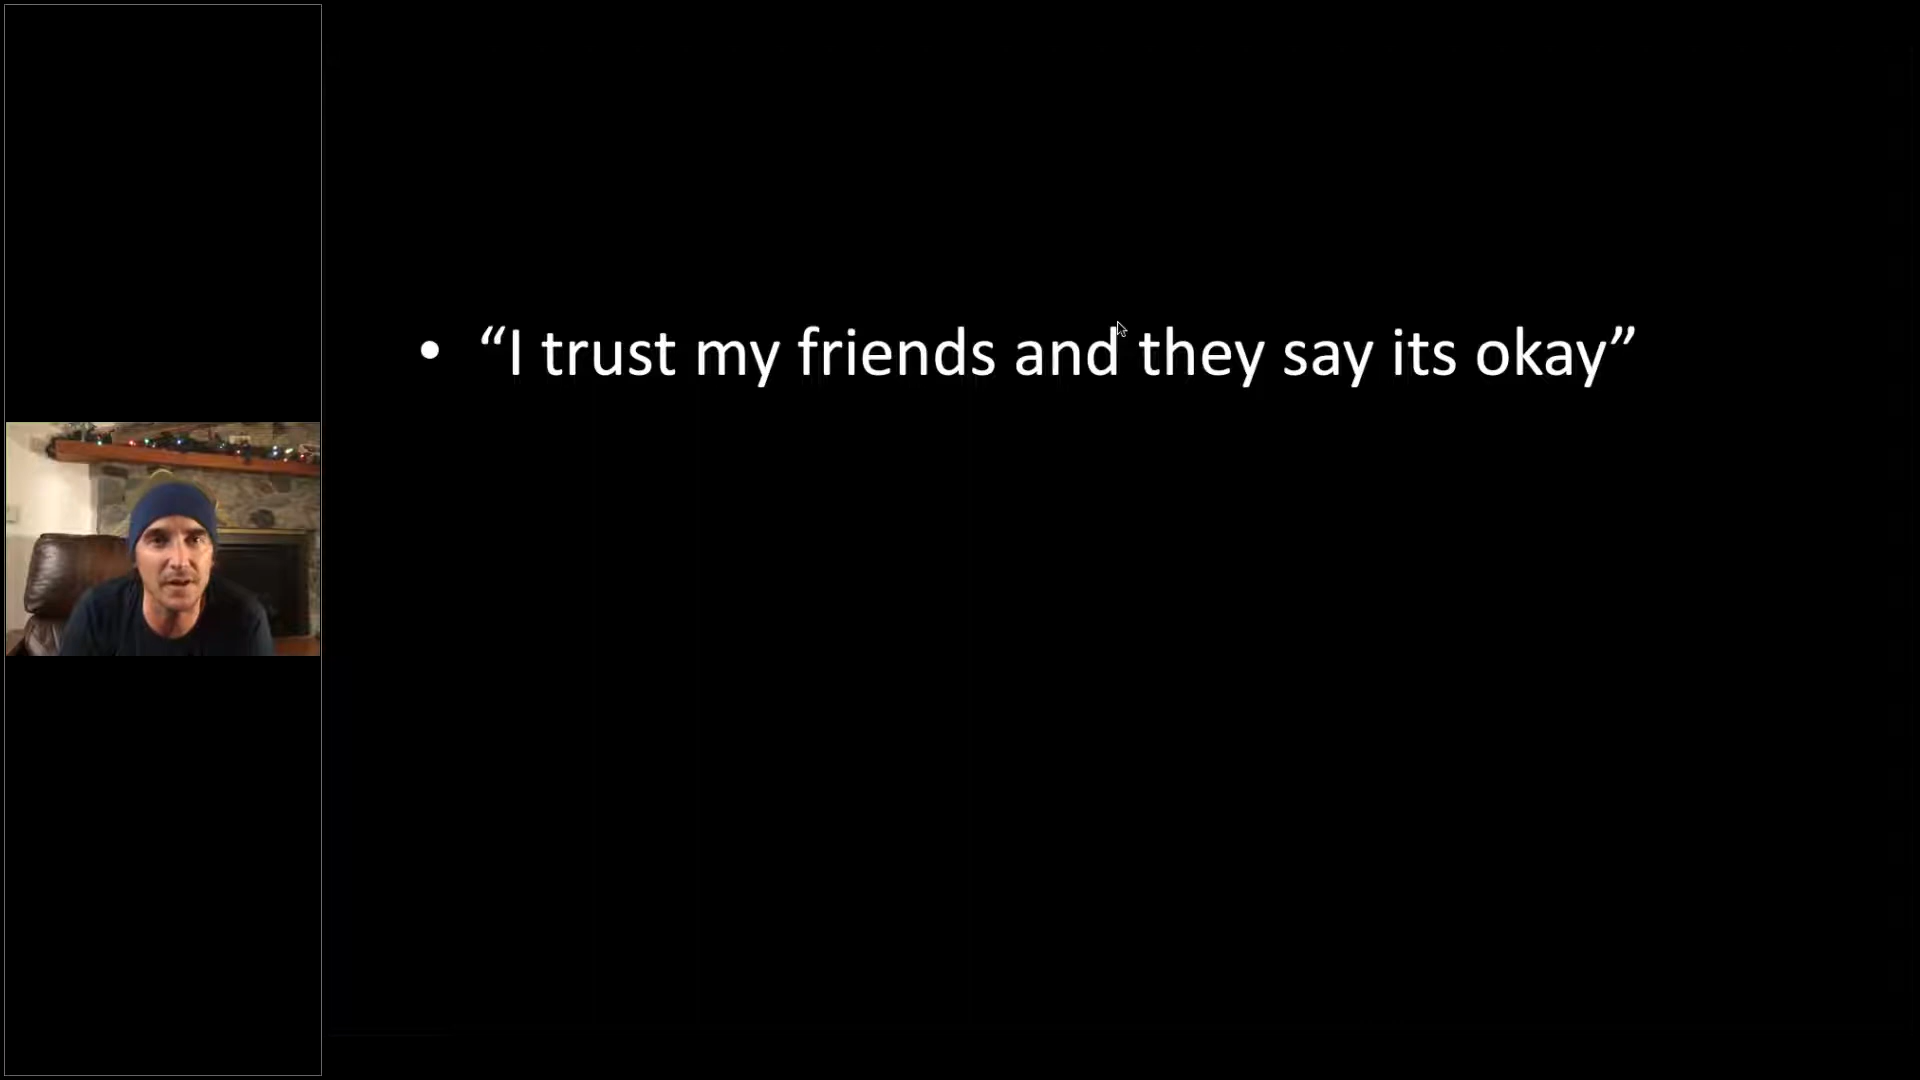 • “I trust my friends and they say its okay”